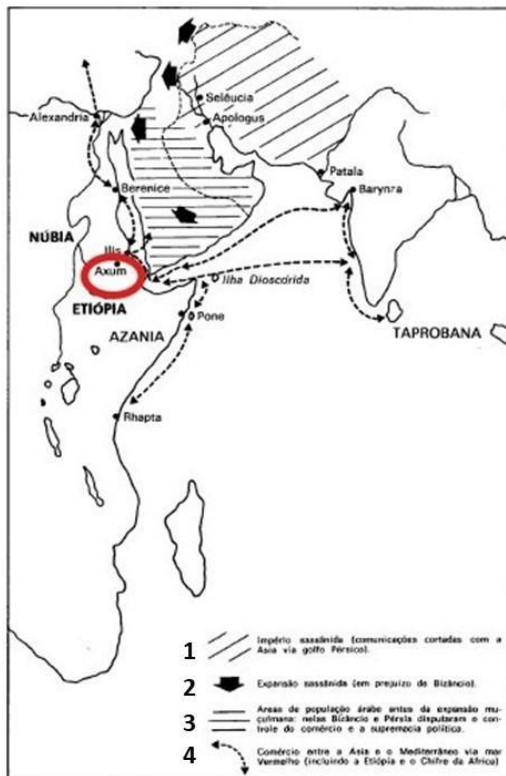 Selêucia
Alexandria
Apologus
Patala
Berenice
Barynza
NÚBIA
Ilis
Axum
Ilha Dioscórida
ETIÓPIA
AZANIA
Pone
TAPROBANA
Rhapta
1 Império sassânida (comunicações cortadas com a
Ásia via golfo Pérsico).
2 Expansão sassânida (em prejuízo de Bizâncio).
3 Áreas de população árabe antes da expansão mu-
çulmana: nelas Bizâncio e Pérsia disputaram o con-
trole do comércio e a supremacia política.
4 Comércio entre a Ásia e o Mediterrâneo via mar
Vermelho (incluindo a Etiópia e o Chifre da África)